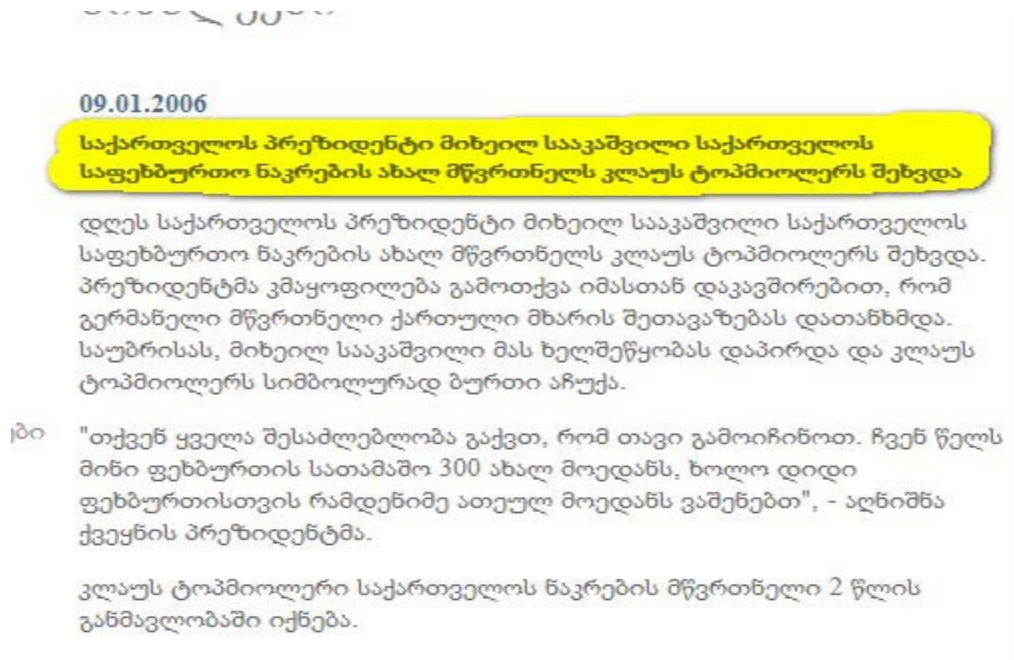 09.01.2006
საქართველოს პრეზიდენტი მიხეილ სააკაშვილი საქართველოს
საფეხბურთო ნაკრების ახალ მწვრთნელს კლაუს ტოპმიოლერს შეხვდა
დღეს საქართველოს პრეზიდენტი მიხეილ სააკაშვილი საქართველოს
საფეხბურთო ნაკრების ახალ მწვრთნელს კლაუს ტოპმიოლერს შეხვდა.
პრეზიდენტმა კმაყოფილება გამოთქვა იმასთან დაკავშირებით, რომ
გერმანელი მწვრთნელი ქართული მხარის შეთავაზებას დათანხმდა.
საუბრისას, მიხეილ სააკაშვილი მას ხელშეწყობას დაპირდა და კლაუს
ტოპმიოლერს სიმბოლურად ბურთი აჩუქა.
"თქვენ ყველა შესაძლებლობა გაქვთ, რომ თავი გამოიჩინოთ. ჩვენ წელს
მინი ფეხბურთის სათამაშო 300 ახალ მოედანს, ხოლო დიდი
ფეხბურთისთვის რამდენიმე ათეულ მოედანს ვაშენებთ", - აღნიშნა
ქვეყნის პრეზიდენტმა.
კლაუს ტოპმიოლერი საქართველოს ნაკრების მწვრთნელი 2 წლის
განმავლობაში იქნება.